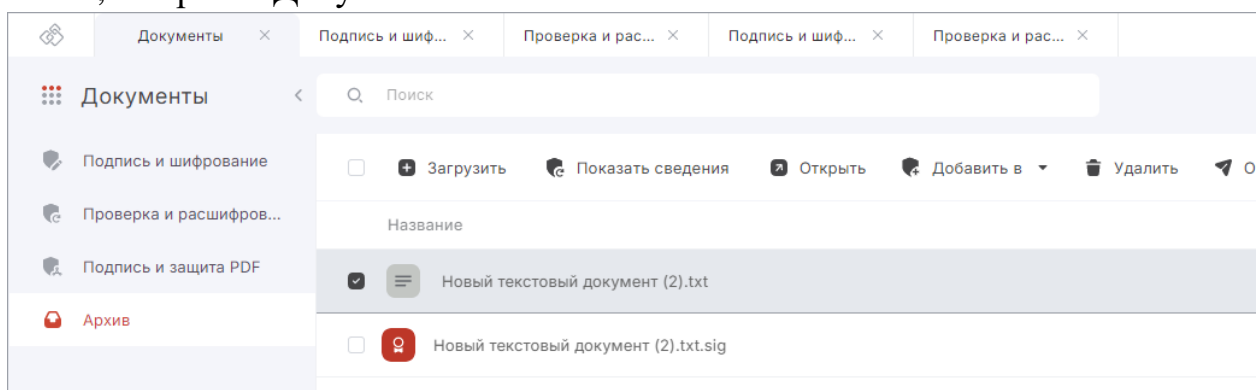 Документы
Подпись и шиф...
Проверка и рас...
Подпись и шиф...
Проверка и рас...
Документы
Поиск
Подпись и шифрование
Загрузить
Показать сведения
Открыть
Добавить в
Удалить
Проверка и расшифров...
Название
Подпись и защита PDF
Новый текстовый документ (2).txt
Архив
Новый текстовый документ (2).txt.sig